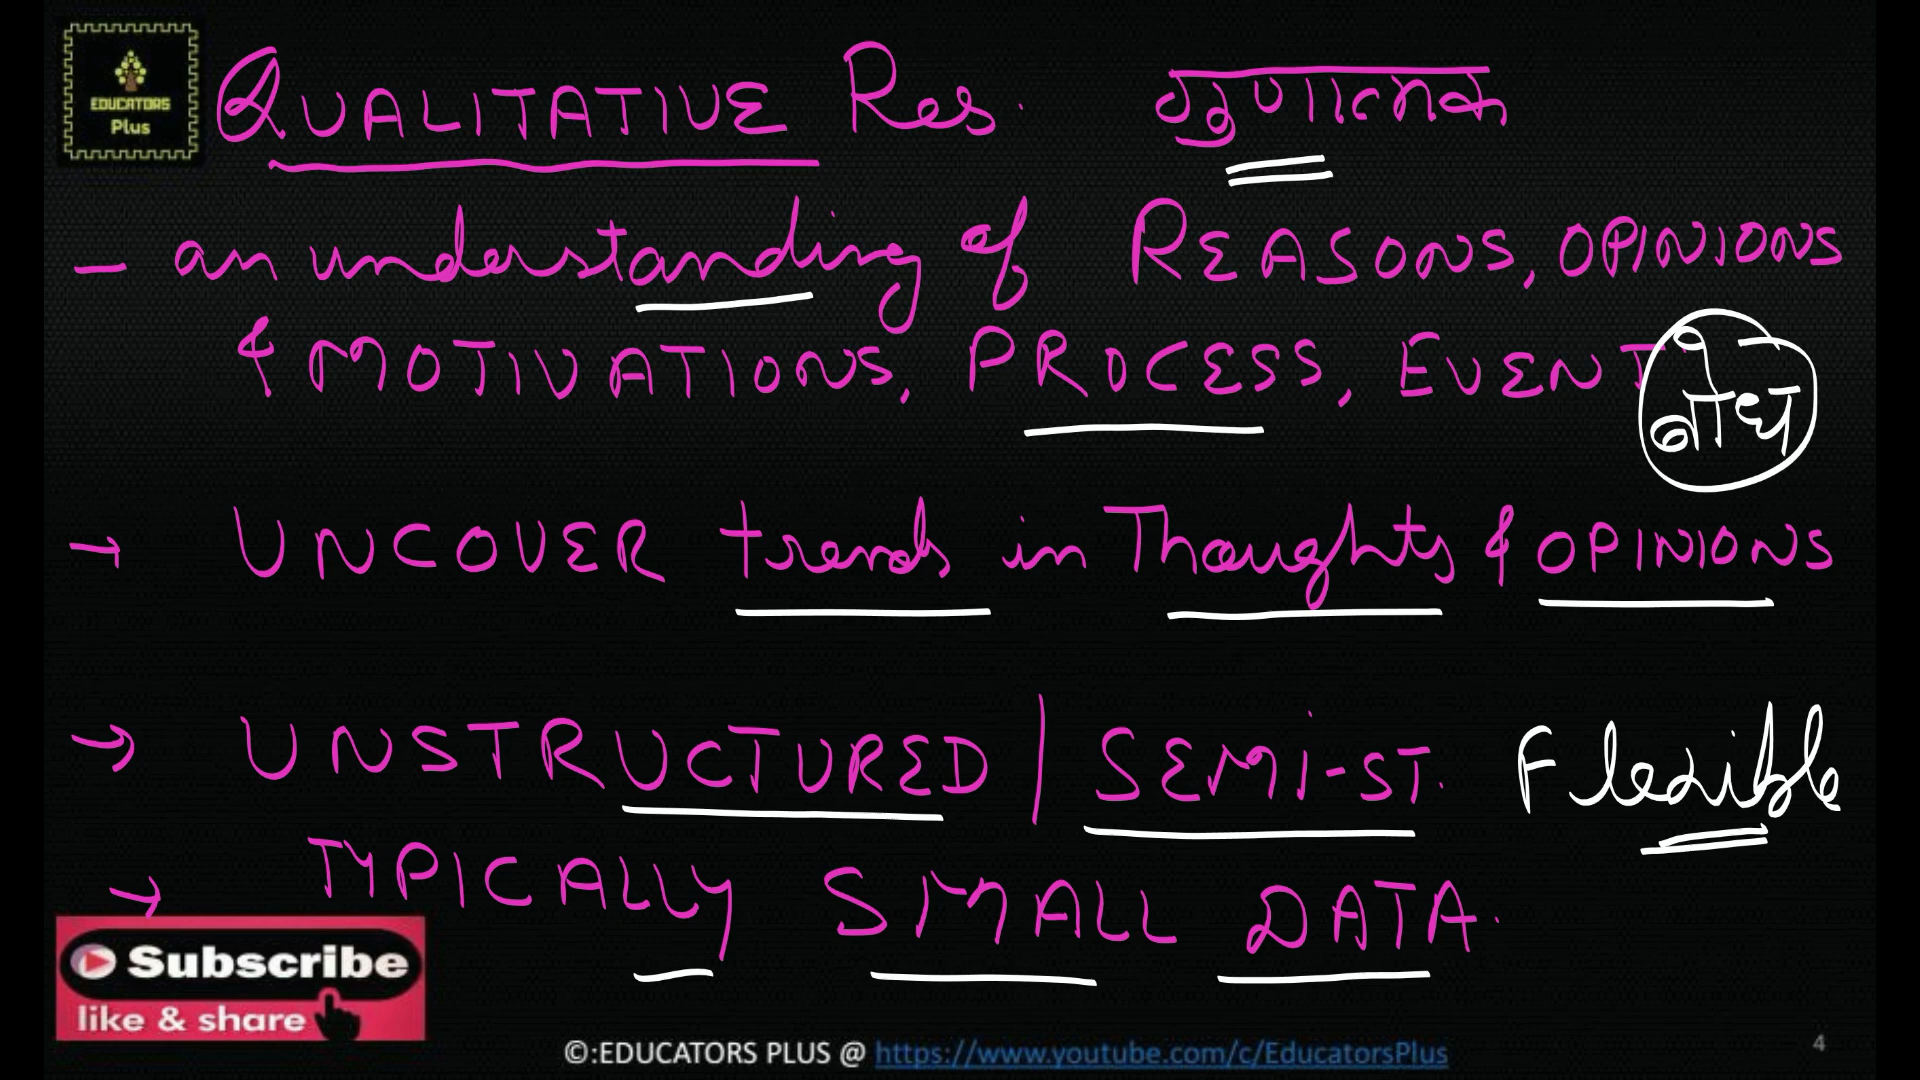 EDUCATORS
Plus
QUALITATIVE Res. गुणात्मक
- an understanding of REASONS, OPINIONS
& MOTIVATIONS, PROCESS, EVENT
बोध
→ UNCOVER trends in Thoughts & OPINIONS
→ UNSTRUCTURED | SEMI-ST. Flexible
→ TYPICALLY SMALL DATA.
Subscribe
like & share
©:EDUCATORS PLUS @ https://www.youtube.com/c/EducatorsPlus
4